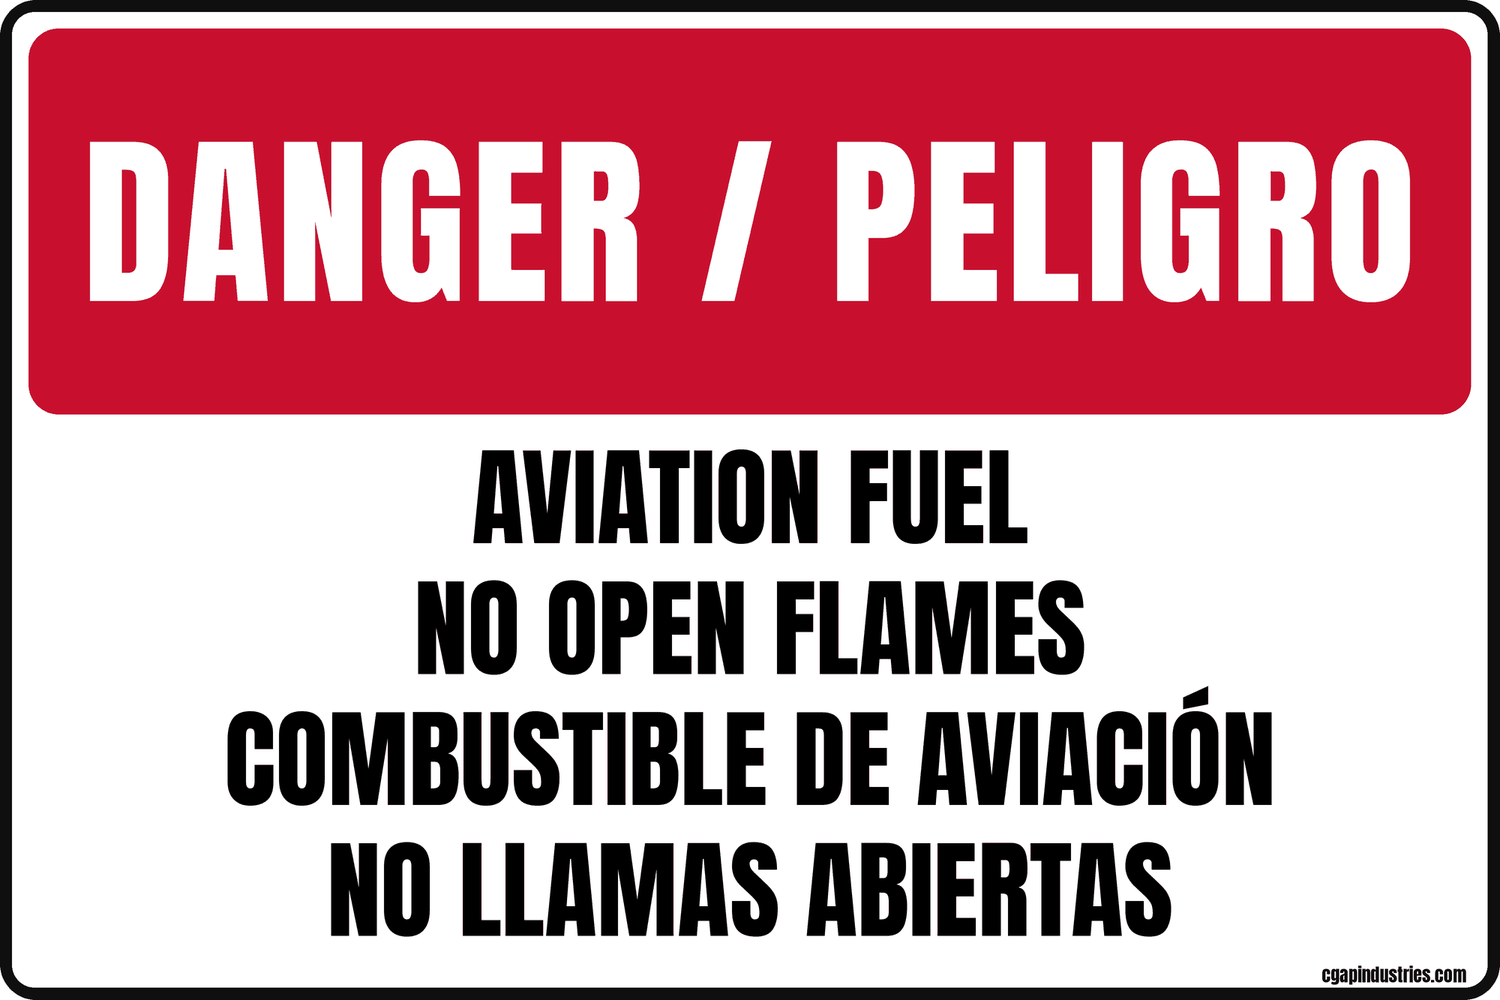 DANGER / PELIGRO
AVIATION FUEL
NO OPEN FLAMES
COMBUSTIBLE DE AVIACIÓN
NO LLAMAS ABIERTAS
cgapindustries.com